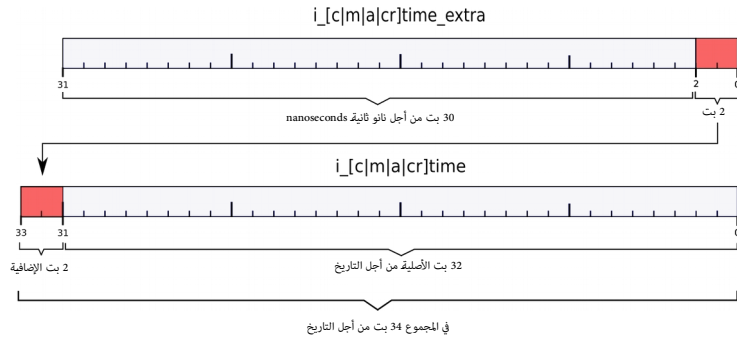 i_[c|m|a|cr]time_extra
31 2 0
30 بت من أجل نانو ثانية nanoseconds
2 بت
i_[c|m|a|cr]time
33 31 0
2 بت الإضافية
32 بت الأصلية من أجل التاريخ
في المجموع 34 بت من أجل التاريخ